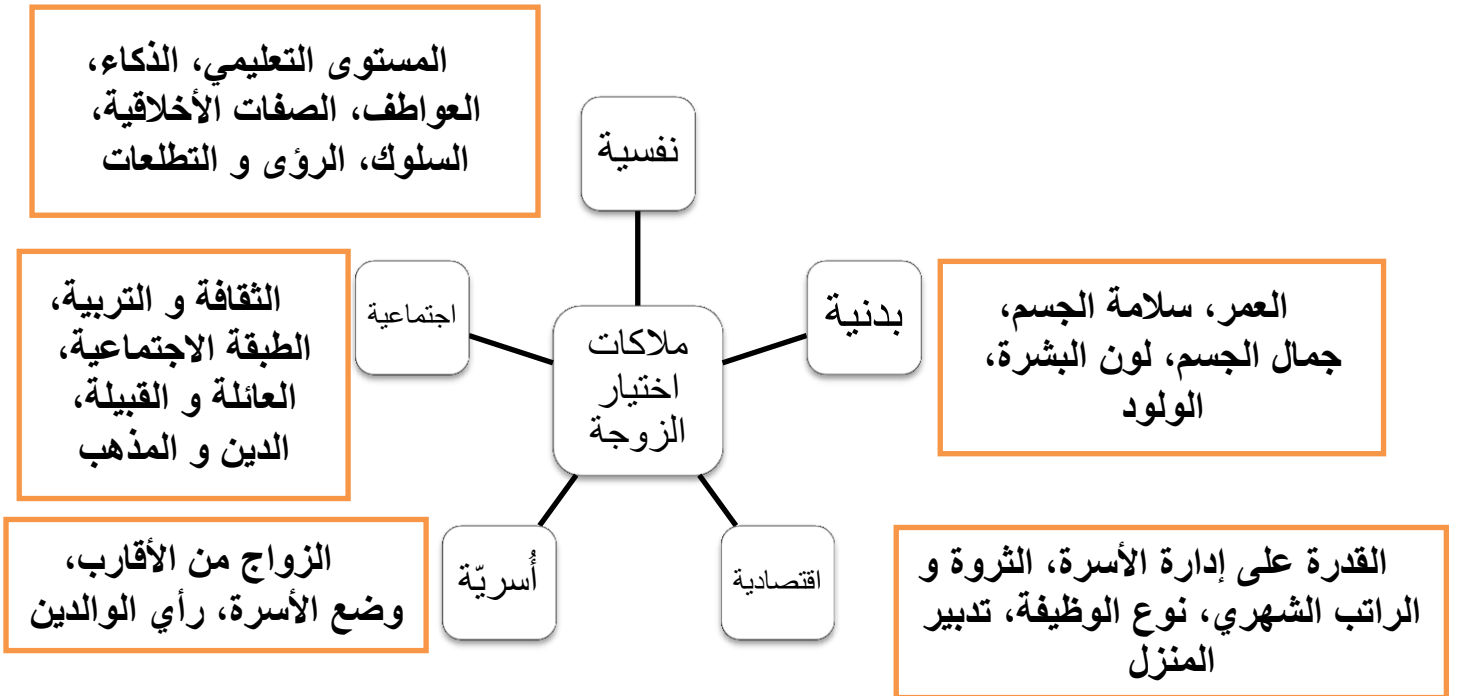 المستوى التعليمي، الذكاء،
العواطف، الصفات الأخلاقية،
السلوك، الرؤى و التطلعات
نفسية
الثقافة و التربية،
الطبقة الاجتماعية،
العائلة و القبيلة،
الدين و المذهب
اجتماعية
ملاكات
اختيار
الزوجة
بدنية
العمر، سلامة الجسم،
جمال الجسم، لون البشرة،
الولود
الزواج من الأقارب،
وضع الأسرة، رأي الوالدين
أُسريّة
اقتصادية
القدرة على إدارة الأسرة، الثروة و
الراتب الشهري، نوع الوظيفة، تدبير
المنزل